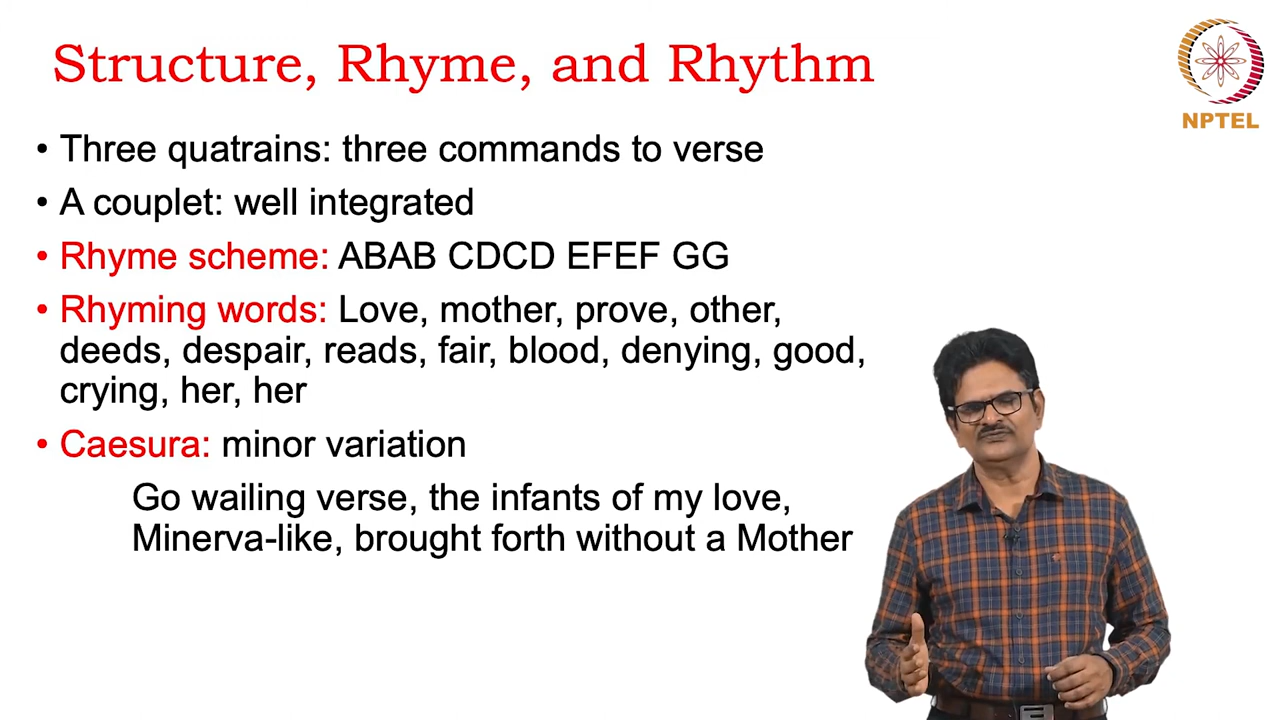 Structure, Rhyme, and Rhythm
NPTEL
• Three quatrains: three commands to verse
• A couplet: well integrated
• Rhyme scheme: ABAB CDCD EFEF GG
• Rhyming words: Love, mother, prove, other,
deeds, despair, reads, fair, blood, denying, good,
crying, her, her
• Caesura: minor variation
Go wailing verse, the infants of my love,
Minerva-like, brought forth without a Mother